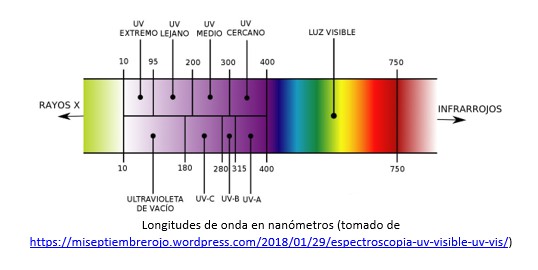 UV
EXTREMO
UV
LEJANO
UV
MEDIO
UV
CERCANO
LUZ VISIBLE
10
95
200
300
400
750
RAYOS X
INFRARROJOS
10
180
280
315
400
750
ULTRAVIOLETA
DE VACÍO
UV-C
UV-B
UV-A
Longitudes de onda en nanómetros (tomado de
https://miseptiembrerojo.wordpress.com/2018/01/29/espectroscopia-uv-visible-uv-vis/)